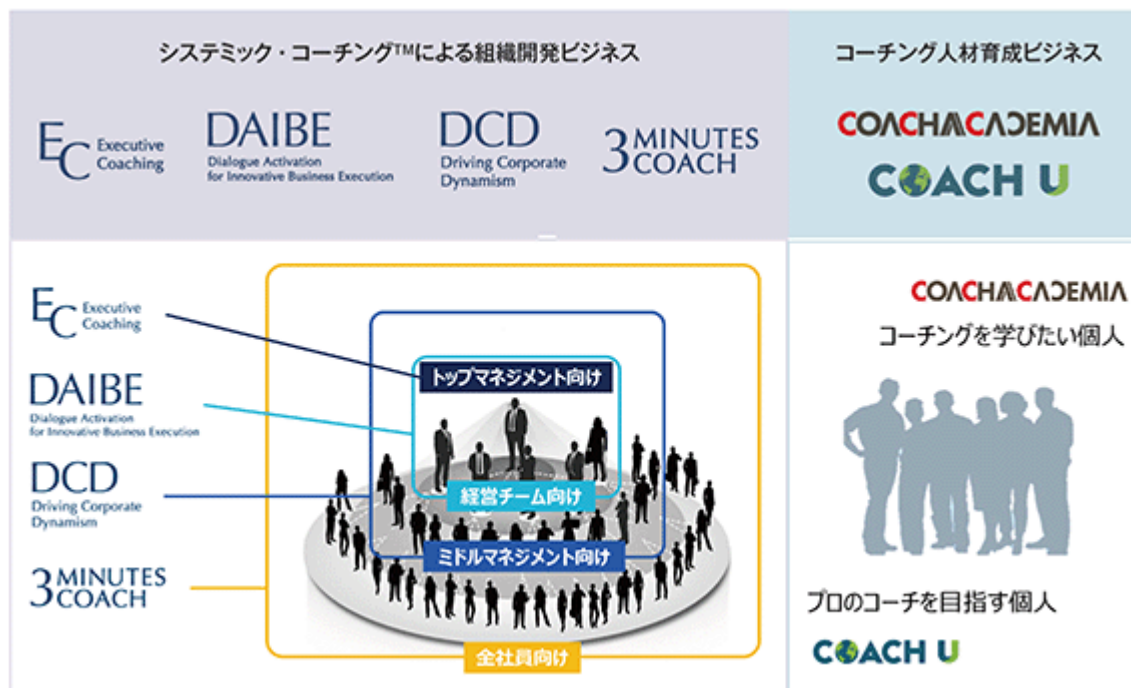 システミック・コーチング™による組織開発ビジネス
EC Executive
Coaching
DAIBE
Dialogue Activation
for Innovative Business Execution
DCD
Driving Corporate
Dynamism
3 MINUTES
COACH
コーチング人材育成ビジネス
COACHACADEMIA
COACH U
EC Executive
Coaching
DAIBE
Dialogue Activation
for Innovative Business Execution
DCD
Driving Corporate
Dynamism
3 MINUTES
COACH
トップマネジメント向け
経営チーム向け
ミドルマネジメント向け
全社員向け
COACHACADEMIA
コーチングを学びたい個人
プロのコーチを目指す個人
COACH U